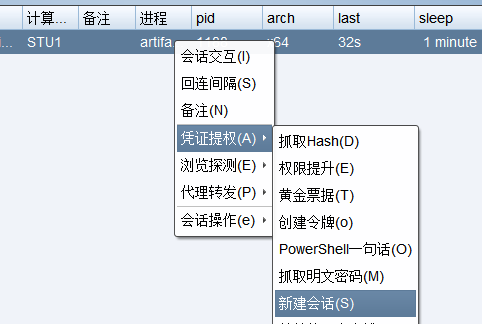 计算... 备注 进程 pid arch last sleep
STU1 artifa 32s 1 minute
会话交互(I)
回连间隔(S)
备注(N)
凭证提权(A)
抓取Hash(D)
浏览探测(E)
权限提升(E)
代理转发(P)
黄金票据(T)
会话操作(e)
创建令牌(o)
PowerShell一句话(O)
抓取明文密码(M)
新建会话(S)